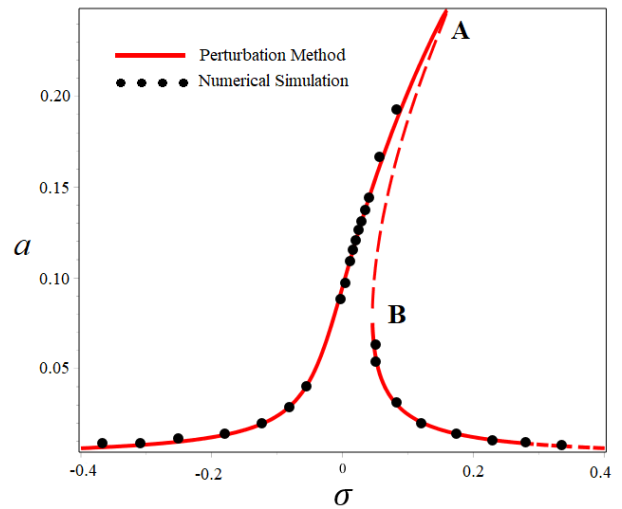 A
Perturbation Method
Numerical Simulation
0.20
0.15
a
0.10
B
0.05
-0.4
-0.2
0
0.2
0.4
σ